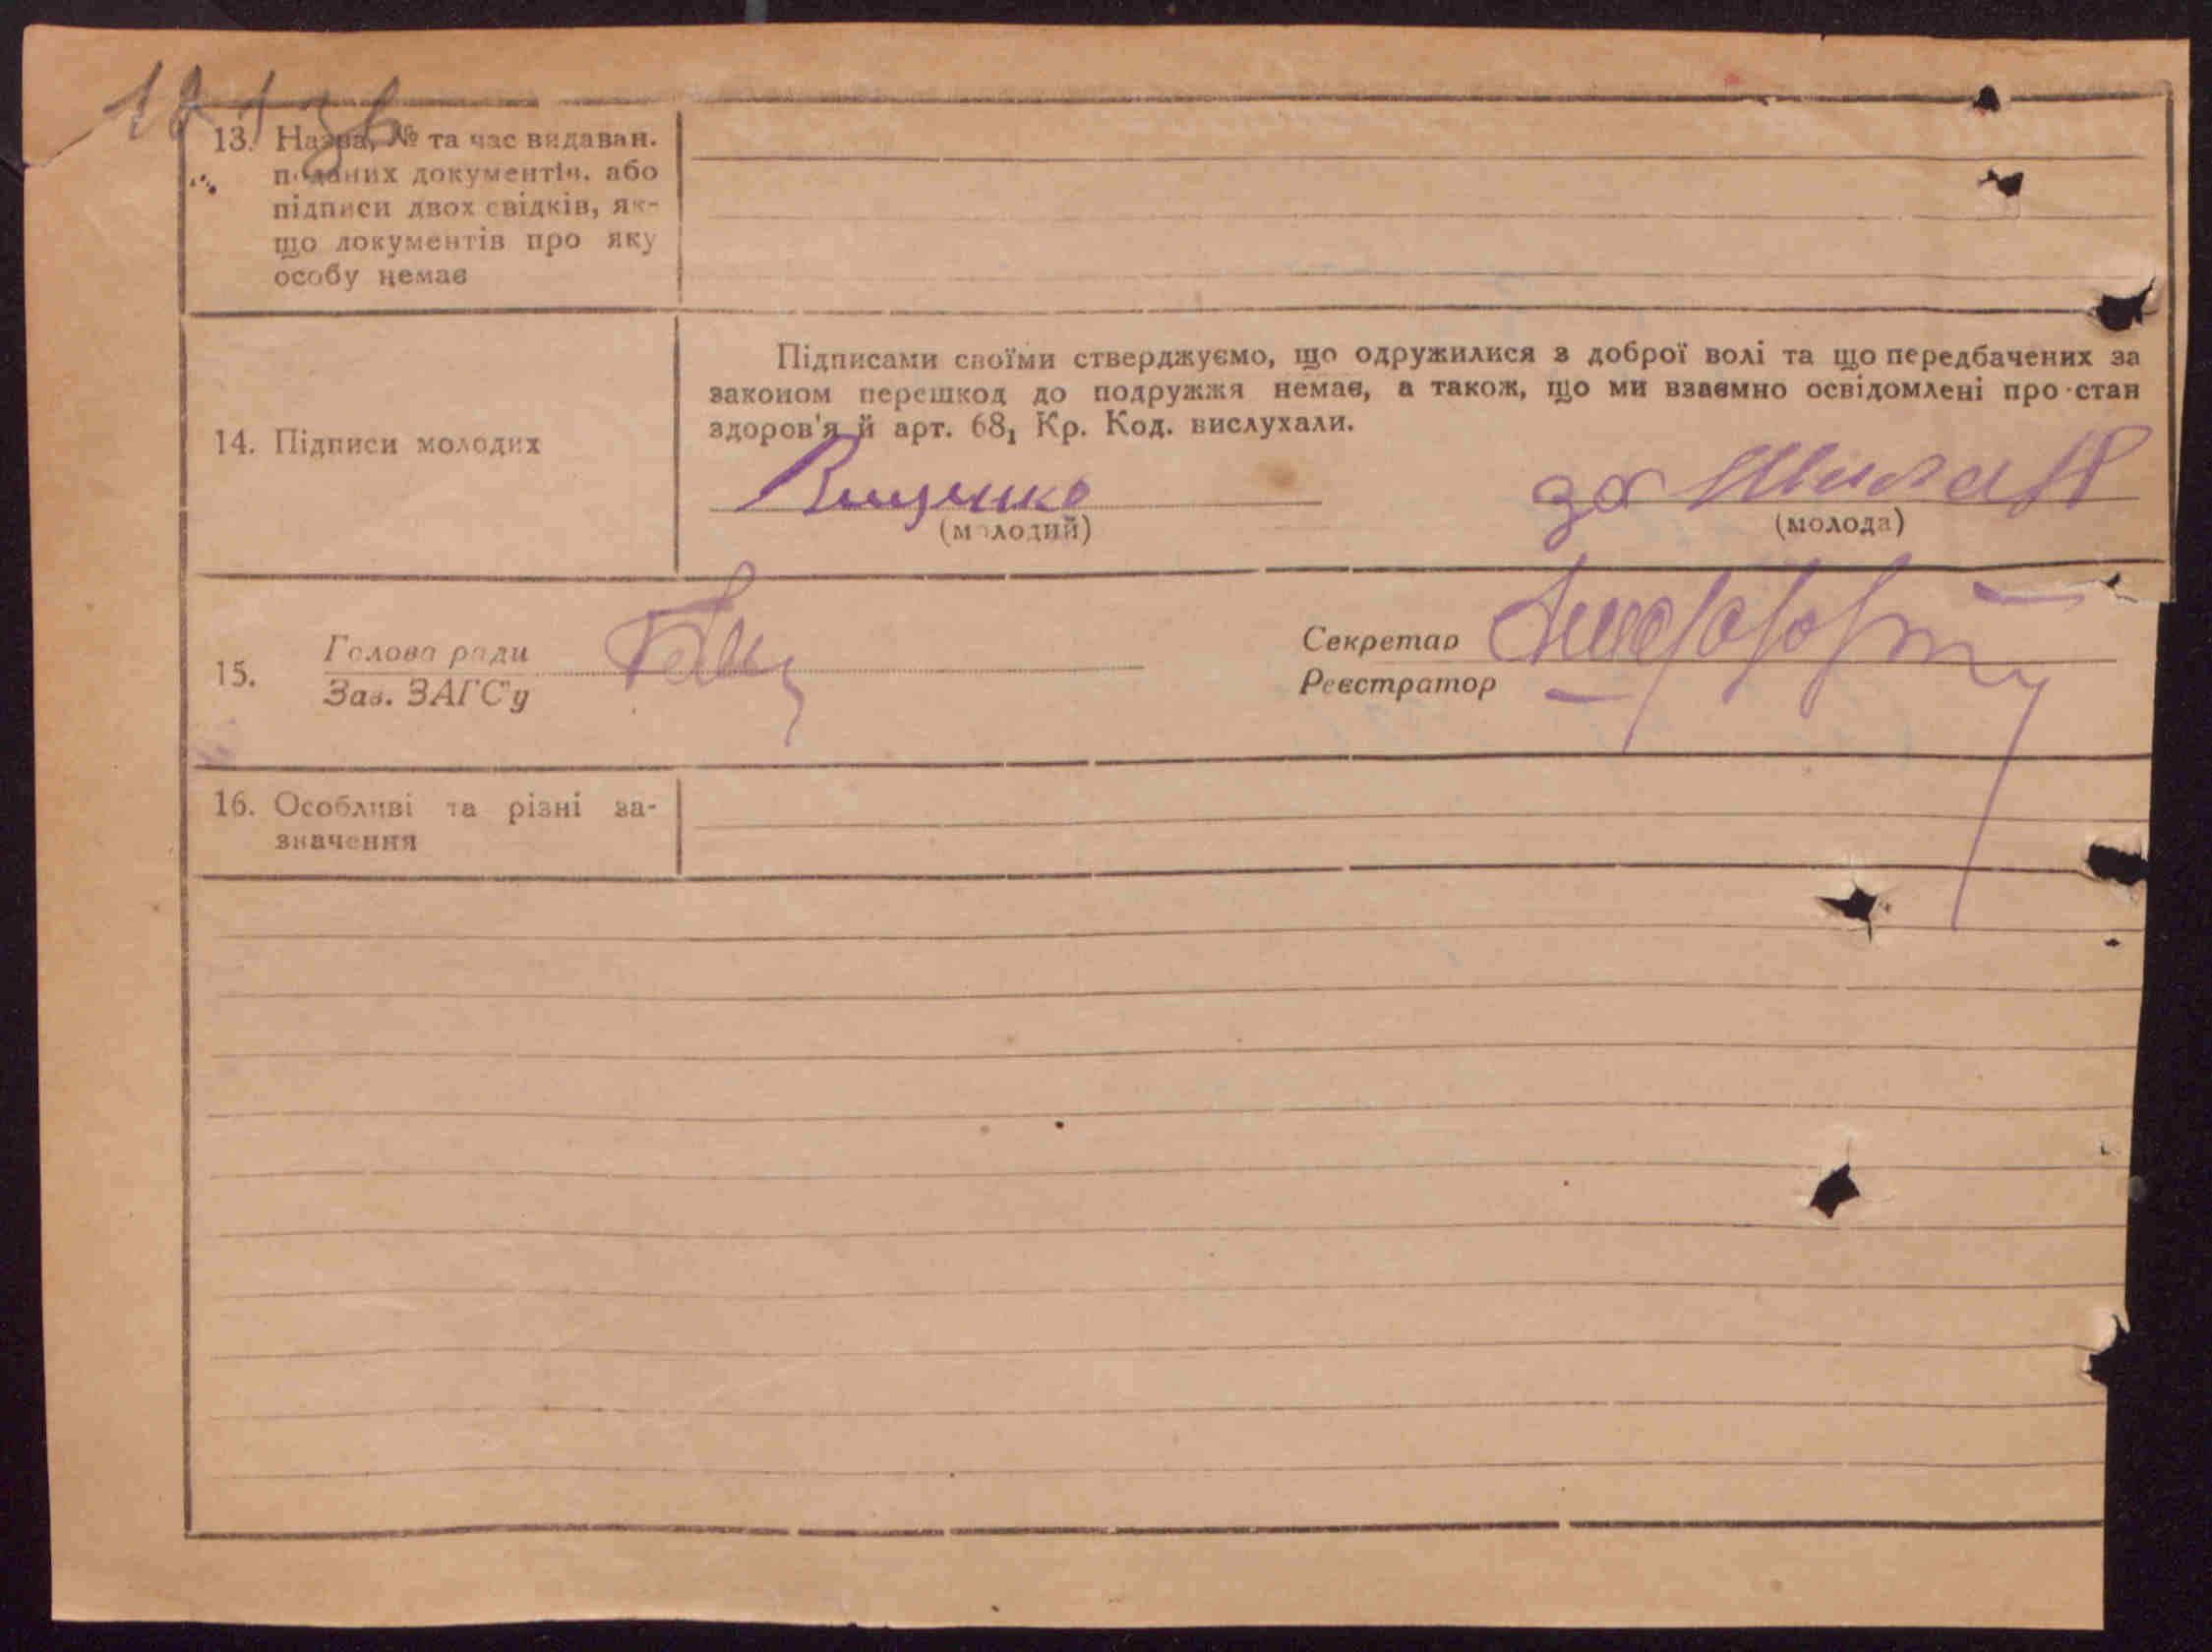 13. Назва, № та час видаван.
поданих документів, або
підписи двох свідків, як-
що документів про яку
особу немає
Підписами своїми стверджуємо, що одружилися з доброї волі та що передбачених за
законом перешкод до подружжя немає, а також, що ми взаємно освідомлені про стан
здоров'я й арт. 68₁ Кр. Код. вислухали.
14. Підписи молодих
за
(молодий) (молода)
15. Голова ради
Зав. ЗАГС'у
Секретар
Реєстратор
16. Особливі та різні за-
значення